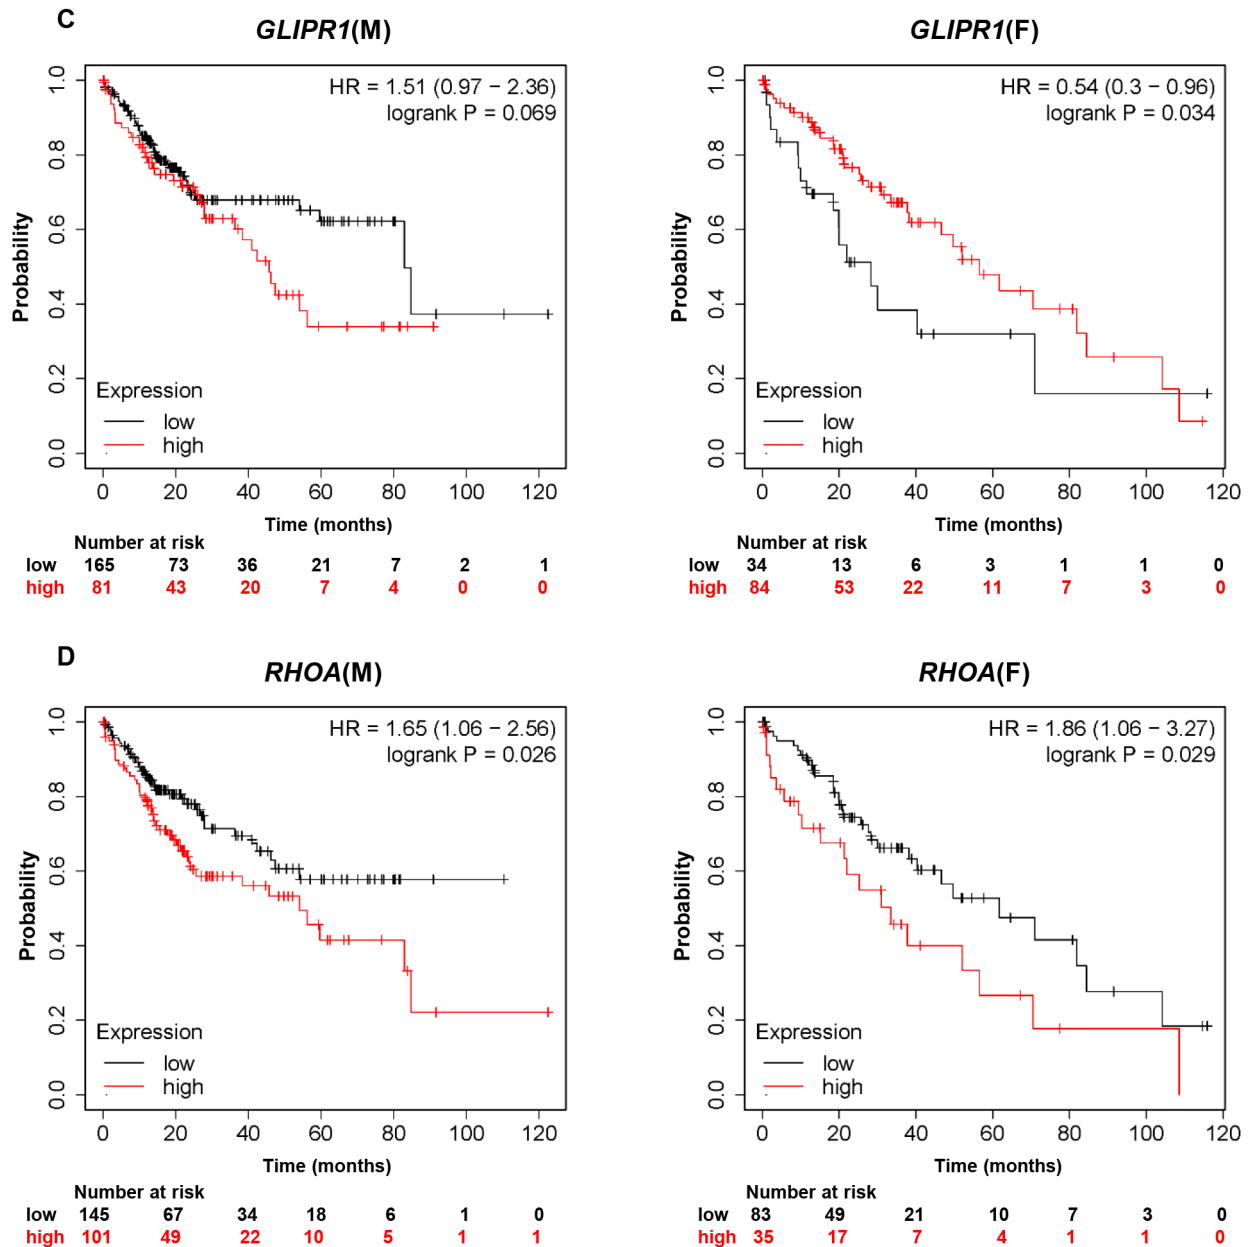 C
GLIPR1(M)
HR = 1.51 (0.97 − 2.36)
logrank P = 0.069
Probability
1.0
0.8
0.6
0.4
0.2
0.0
Expression
low
high
0 20 40 60 80 100 120
Time (months)
Number at risk
low 165 73 36 21 7 2 1
high 81 43 20 7 4 0 0
GLIPR1(F)
HR = 0.54 (0.3 − 0.96)
logrank P = 0.034
Probability
1.0
0.8
0.6
0.4
0.2
0.0
Expression
low
high
0 20 40 60 80 100 120
Time (months)
Number at risk
low 34 13 6 3 1 1 0
high 84 53 22 11 7 3 0
D
RHOA(M)
HR = 1.65 (1.06 − 2.56)
logrank P = 0.026
Probability
1.0
0.8
0.6
0.4
0.2
0.0
Expression
low
high
0 20 40 60 80 100 120
Time (months)
Number at risk
low 145 67 34 18 6 1 0
high 101 49 22 10 5 1 1
RHOA(F)
HR = 1.86 (1.06 − 3.27)
logrank P = 0.029
Probability
1.0
0.8
0.6
0.4
0.2
0.0
Expression
low
high
0 20 40 60 80 100 120
Time (months)
Number at risk
low 83 49 21 10 7 3 0
high 35 17 7 4 1 1 0